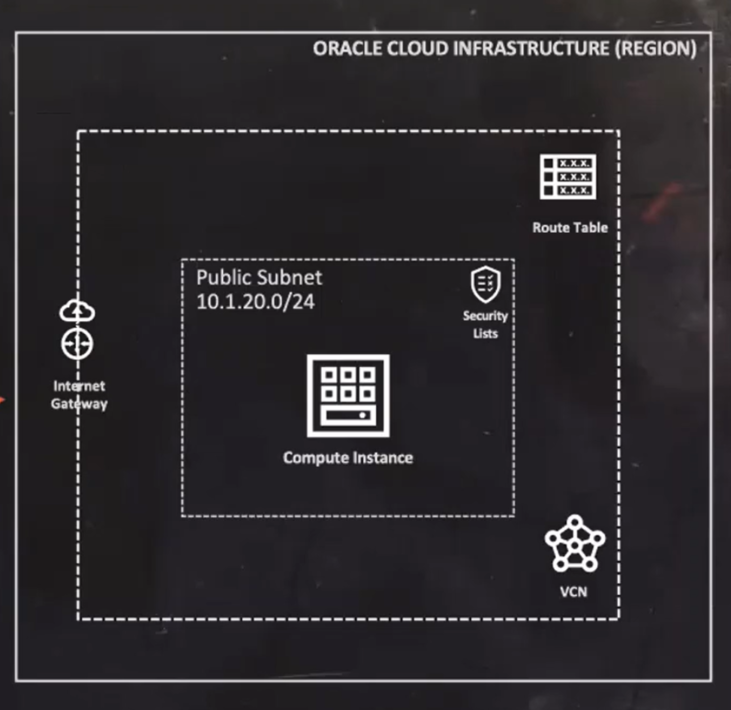 ORACLE CLOUD INFRASTRUCTURE (REGION)
X.X.X.
X.X.X.
X.X.X.
Route Table
Public Subnet
10.1.20.0/24
Security
Lists
Internet
Gateway
Compute Instance
VCN